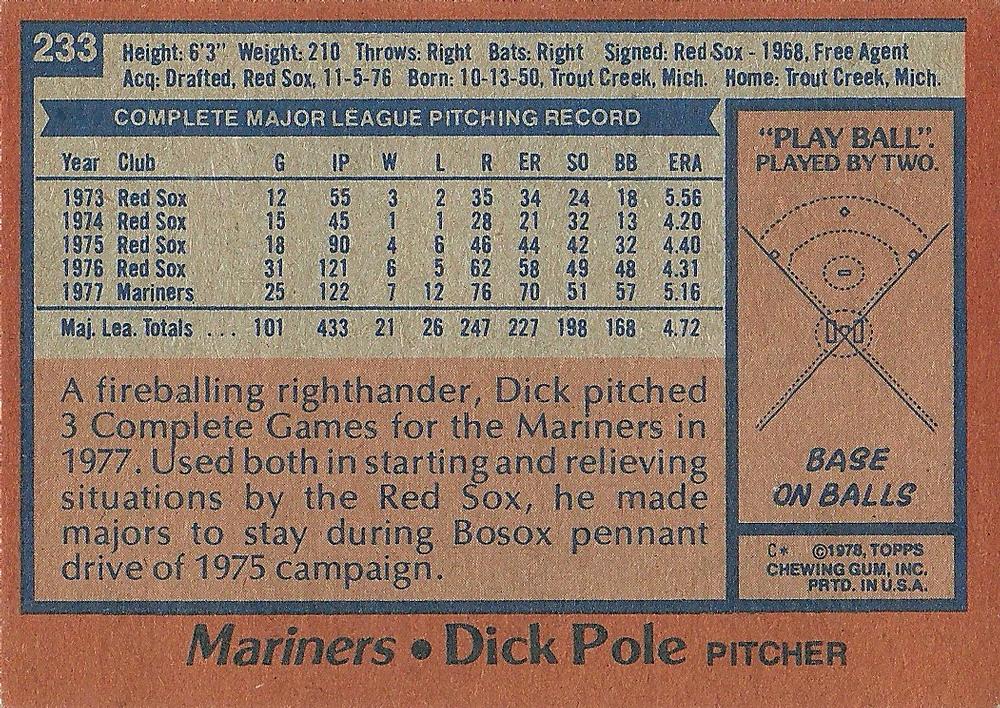 233
Height: 6'3" Weight: 210 Throws: Right Bats: Right Signed: Red Sox - 1968, Free Agent
Acq: Drafted, Red Sox, 11-5-76 Born: 10-13-50, Trout Creek, Mich. Home: Trout Creek, Mich.
COMPLETE MAJOR LEAGUE PITCHING RECORD
Year Club G IP W L R ER SO BB ERA
1973 Red Sox 12 55 3 2 35 34 24 18 5.56
1974 Red Sox 15 45 1 1 28 21 32 13 4.20
1975 Red Sox 18 90 4 6 46 44 42 32 4.40
1976 Red Sox 31 121 6 5 62 58 49 48 4.31
1977 Mariners 25 122 7 12 76 70 51 57 5.16
Maj. Lea. Totals ... 101 433 21 26 247 227 198 168 4.72
A fireballing righthander, Dick pitched
3 Complete Games for the Mariners in
1977. Used both in starting and relieving
situations by the Red Sox, he made
majors to stay during Bosox pennant
drive of 1975 campaign.
"PLAY BALL".
PLAYED BY TWO.
BASE
ON BALLS
C* ©1978, TOPPS
CHEWING GUM, INC.
PRTD. IN U.S.A.
Mariners • Dick Pole PITCHER